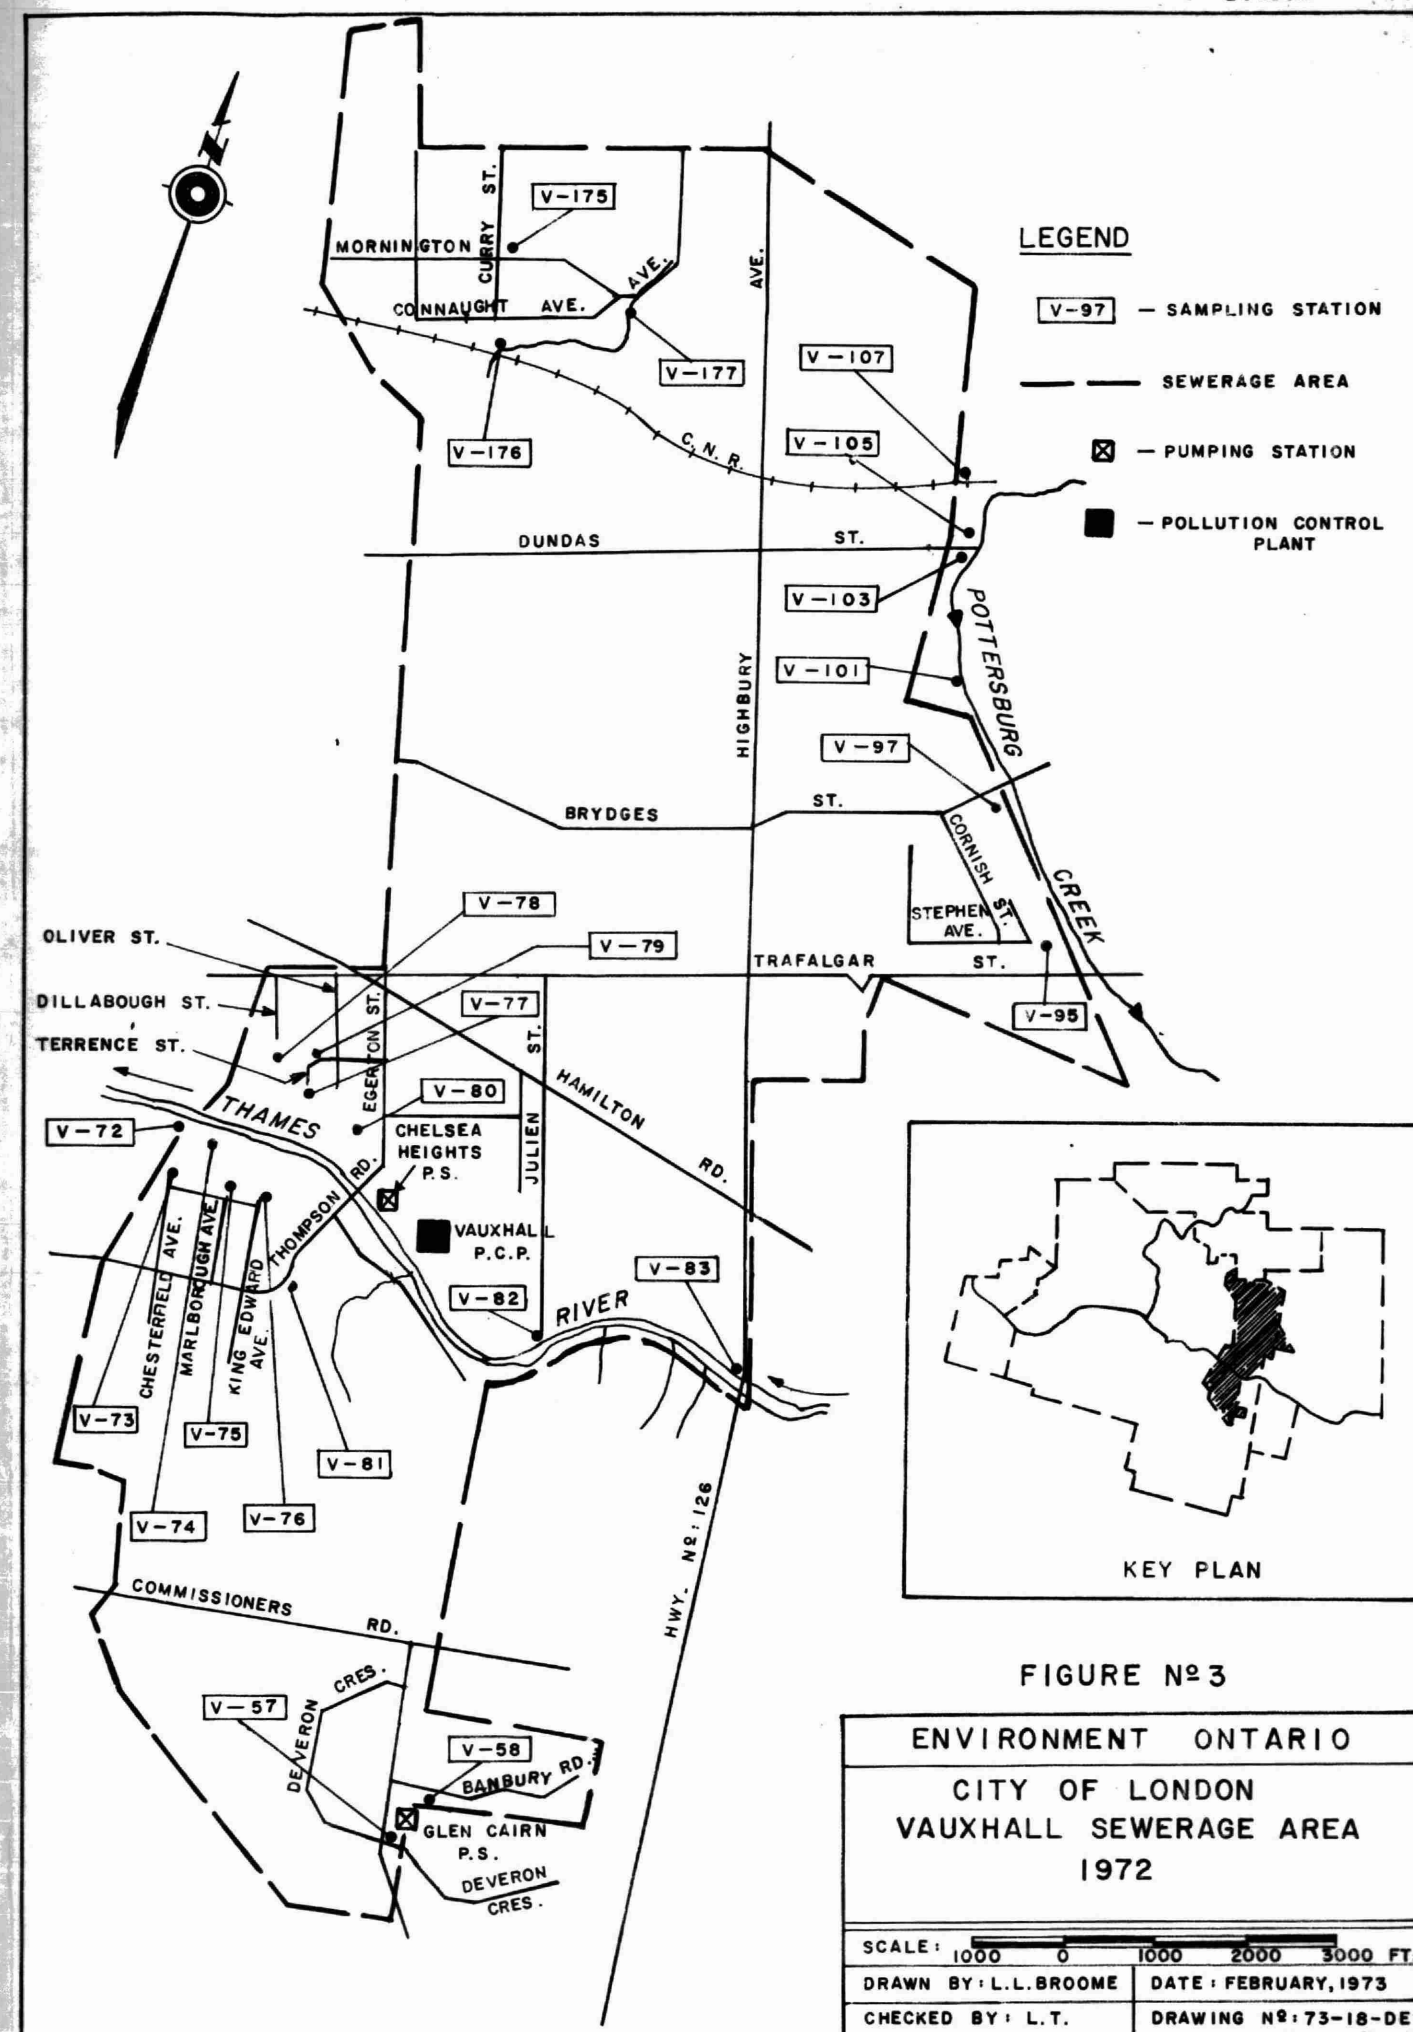 N
V-175
CURRY ST.
MORNINGTON AVE.
CONNAUGHT AVE.
V-177
V-176
C. N. R.
HIGHBURY AVE.
V-107
V-105
DUNDAS ST.
V-103
V-101
POTTERSBURG CREEK
V-97
BRYDGES ST.
CORNISH ST.
STEPHEN AVE.
TRAFALGAR ST.
V-95
LEGEND
V-97 — SAMPLING STATION
SEWERAGE AREA
— PUMPING STATION
— POLLUTION CONTROL
PLANT
V-78
V-79
V-77
OLIVER ST.
DILLABOUGH ST.
TERRENCE ST.
EGERTON ST.
JULIEN ST.
HAMILTON RD.
V-80
CHELSEA
HEIGHTS
P.S.
THAMES RIVER
V-72
THOMPSON RD.
VAUXHALL
P.C.P.
CHESTERFIELD AVE.
MARLBOROUGH AVE.
KING EDWARD
AVE.
V-82
V-83
V-73
V-75
V-81
V-74
V-76
HWY. Nº: 126
COMMISSIONERS RD.
V-57
DEVERON CRES.
V-58
BANBURY RD.
GLEN CAIRN
P.S.
DEVERON
CRES.
KEY PLAN
FIGURE Nº 3
ENVIRONMENT ONTARIO
CITY OF LONDON
VAUXHALL SEWERAGE AREA
1972
SCALE: 1000 0 1000 2000 3000 FT.
DRAWN BY: L.L. BROOME
DATE: FEBRUARY, 1973
CHECKED BY: L.T.
DRAWING Nº: 73-18-DE